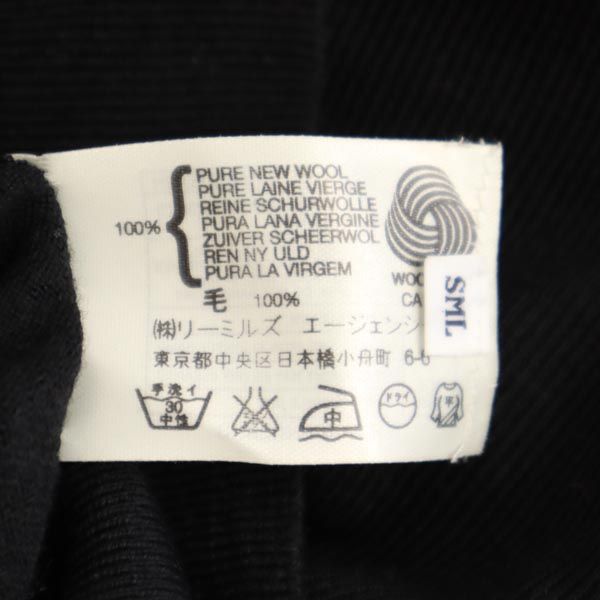 100%
PURE NEW WOOL
PURE LAINE VIERGE
REINE SCHURWOLLE
PURA LANA VERGINE
ZUIVER SCHEERWOL
REN NY ULD
PURA LA VIRGEM
毛 100%
WOO
CA
SML
㈱リーミルズ エージェンシー
東京都中央区日本橋小舟町 6-6
手洗イ
30
中性
中
ドライ
平